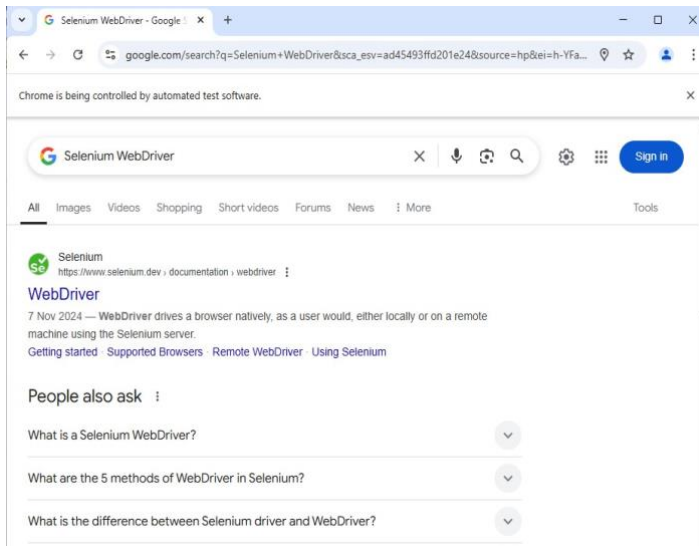 Selenium WebDriver - Google S
google.com/search?q=Selenium+WebDriver&sca_esv=ad45493ffd201e24&source=hp&ei=h-YFa...
Chrome is being controlled by automated test software.
Selenium WebDriver
Sign in
All Images Videos Shopping Short videos Forums News More
Tools
Selenium
https://www.selenium.dev › documentation › webdriver
WebDriver
7 Nov 2024 — WebDriver drives a browser natively, as a user would, either locally or on a remote
machine using the Selenium server.
Getting started · Supported Browsers · Remote WebDriver · Using Selenium
People also ask
What is a Selenium WebDriver?
What are the 5 methods of WebDriver in Selenium?
What is the difference between Selenium driver and WebDriver?